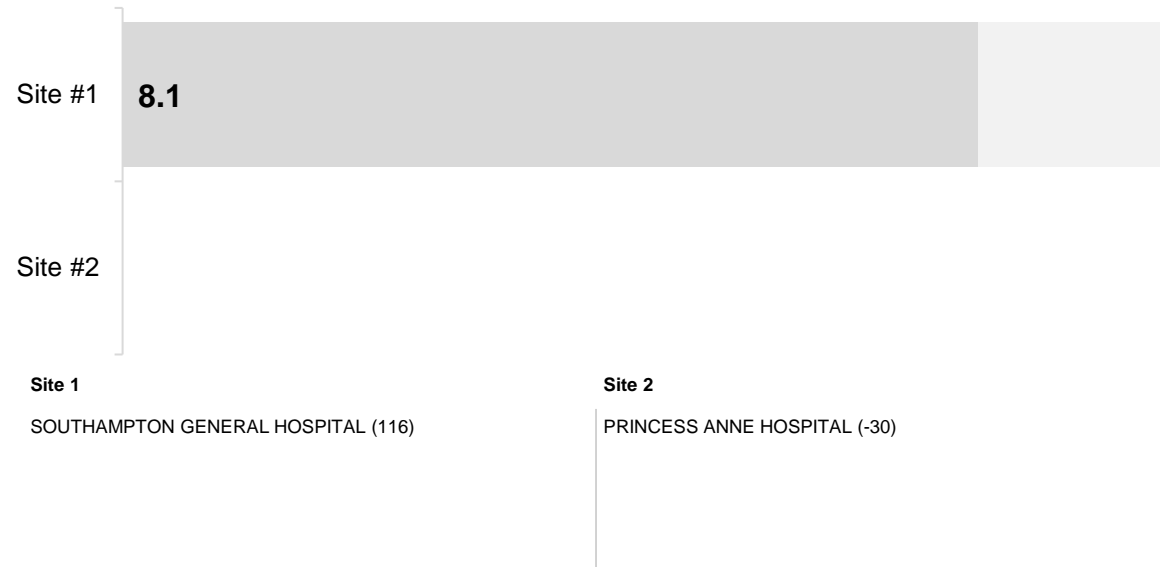 Site #1
8.1
Site #2
Site 1
Site 2
SOUTHAMPTON GENERAL HOSPITAL (116)
PRINCESS ANNE HOSPITAL (-30)